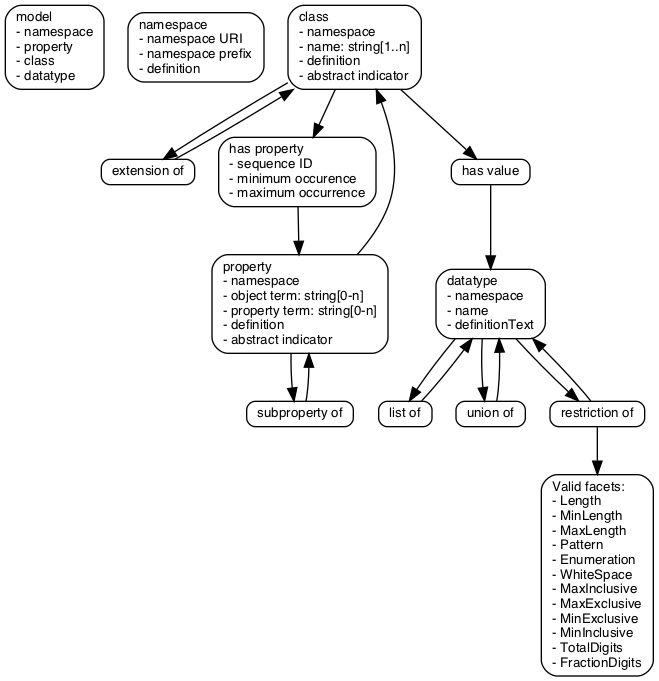 model
- namespace
- property
- class
- datatype
namespace
- namespace URI
- namespace prefix
- definition
class
- namespace
- name: string[1..n]
- definition
- abstract indicator
extension of
has property
- sequence ID
- minimum occurence
- maximum occurrence
has value
property
- namespace
- object term: string[0-n]
- property term: string[0-n]
- definition
- abstract indicator
datatype
- namespace
- name
- definitionText
subproperty of
list of
union of
restriction of
Valid facets:
- Length
- MinLength
- MaxLength
- Pattern
- Enumeration
- WhiteSpace
- MaxInclusive
- MaxExclusive
- MinExclusive
- MinInclusive
- TotalDigits
- FractionDigits